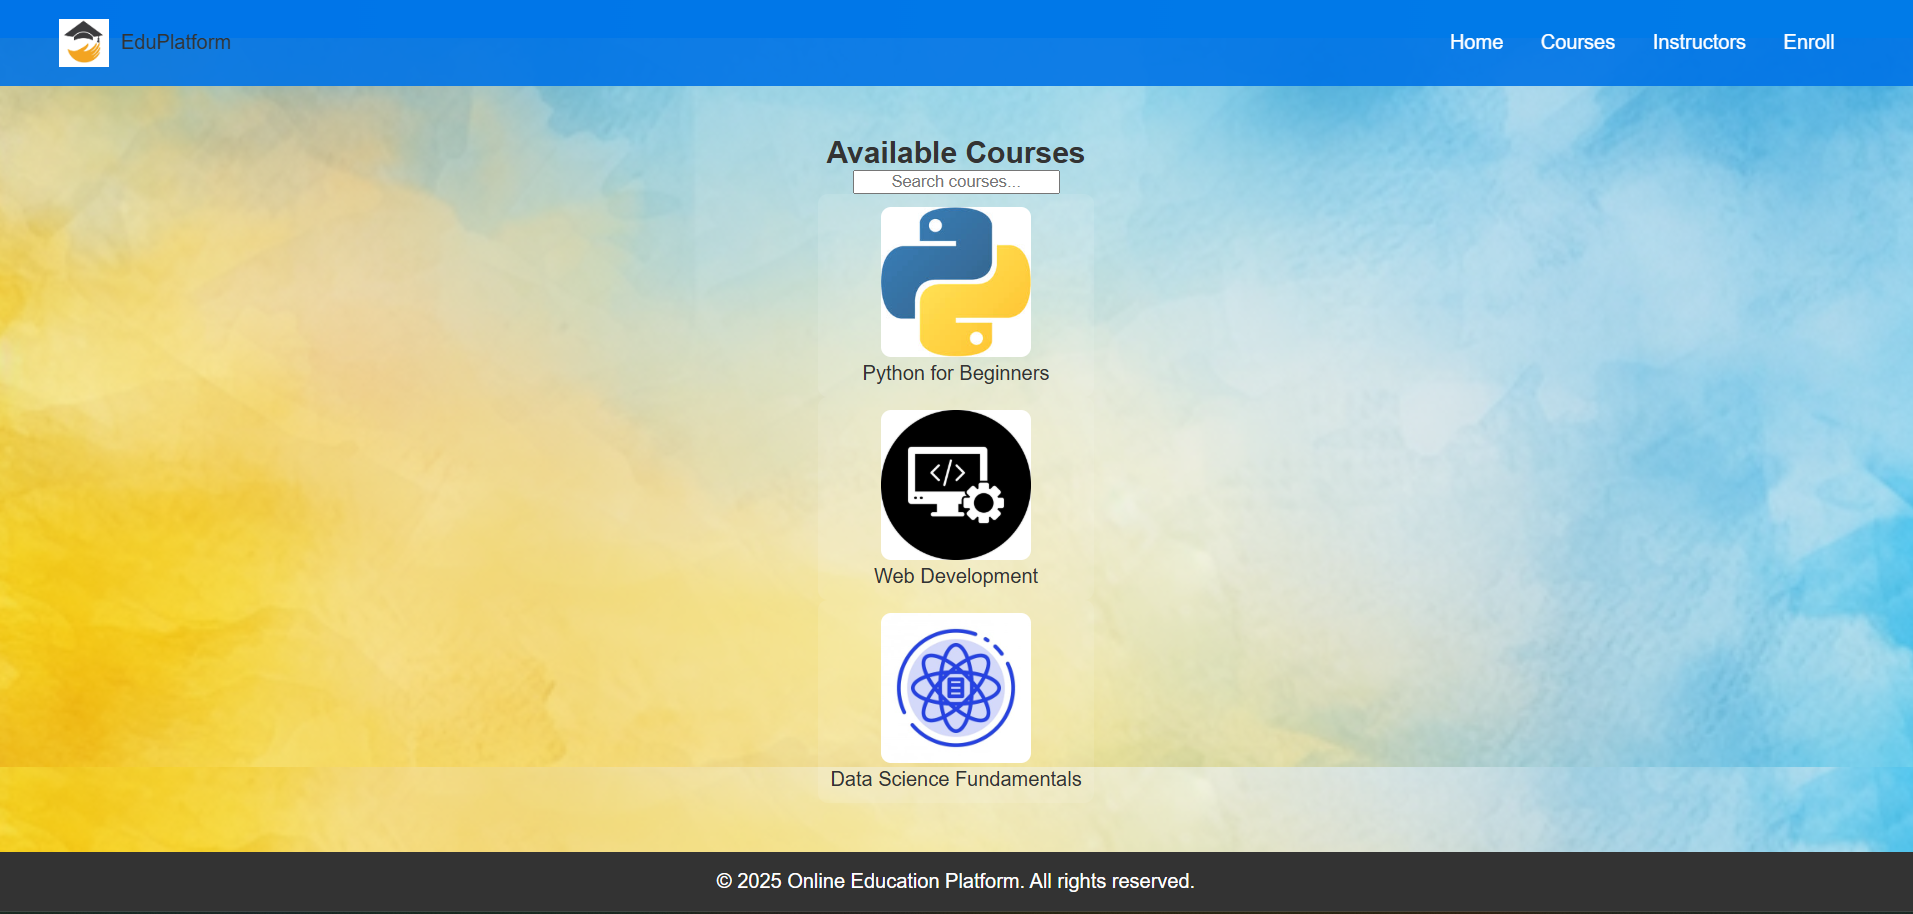 EduPlatform
Home Courses Instructors Enroll
Available Courses
Search courses...
Python for Beginners
</>
Web Development
Data Science Fundamentals
© 2025 Online Education Platform. All rights reserved.